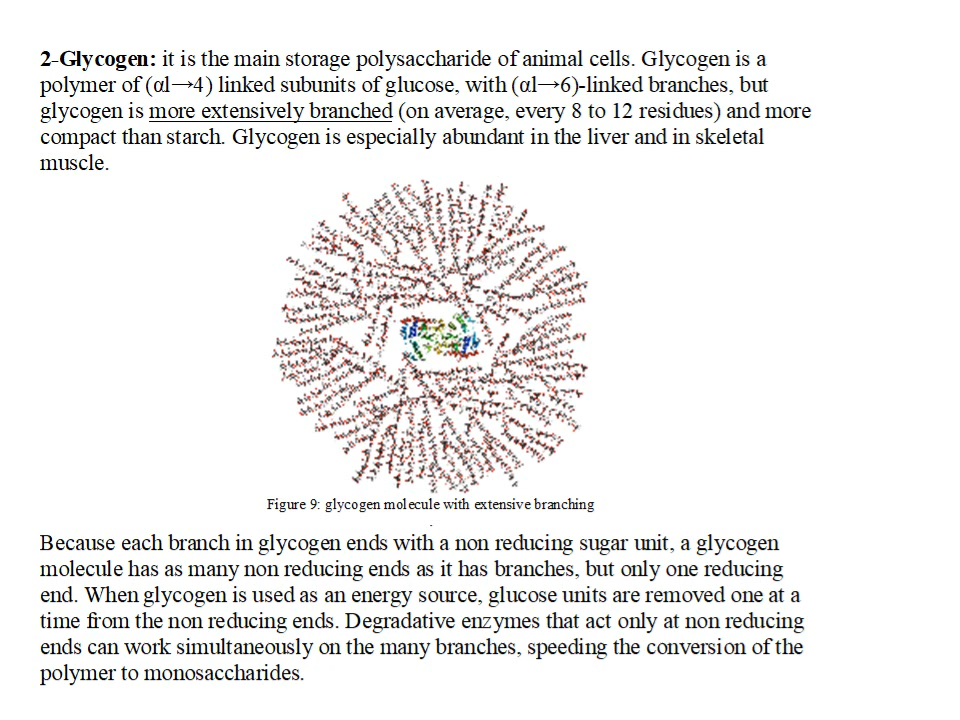 2-Glycogen: it is the main storage polysaccharide of animal cells. Glycogen is a
polymer of (αl→4) linked subunits of glucose, with (αl→6)-linked branches, but
glycogen is more extensively branched (on average, every 8 to 12 residues) and more
compact than starch. Glycogen is especially abundant in the liver and in skeletal
muscle.
Figure 9: glycogen molecule with extensive branching
.
Because each branch in glycogen ends with a non reducing sugar unit, a glycogen
molecule has as many non reducing ends as it has branches, but only one reducing
end. When glycogen is used as an energy source, glucose units are removed one at a
time from the non reducing ends. Degradative enzymes that act only at non reducing
ends can work simultaneously on the many branches, speeding the conversion of the
polymer to monosaccharides.